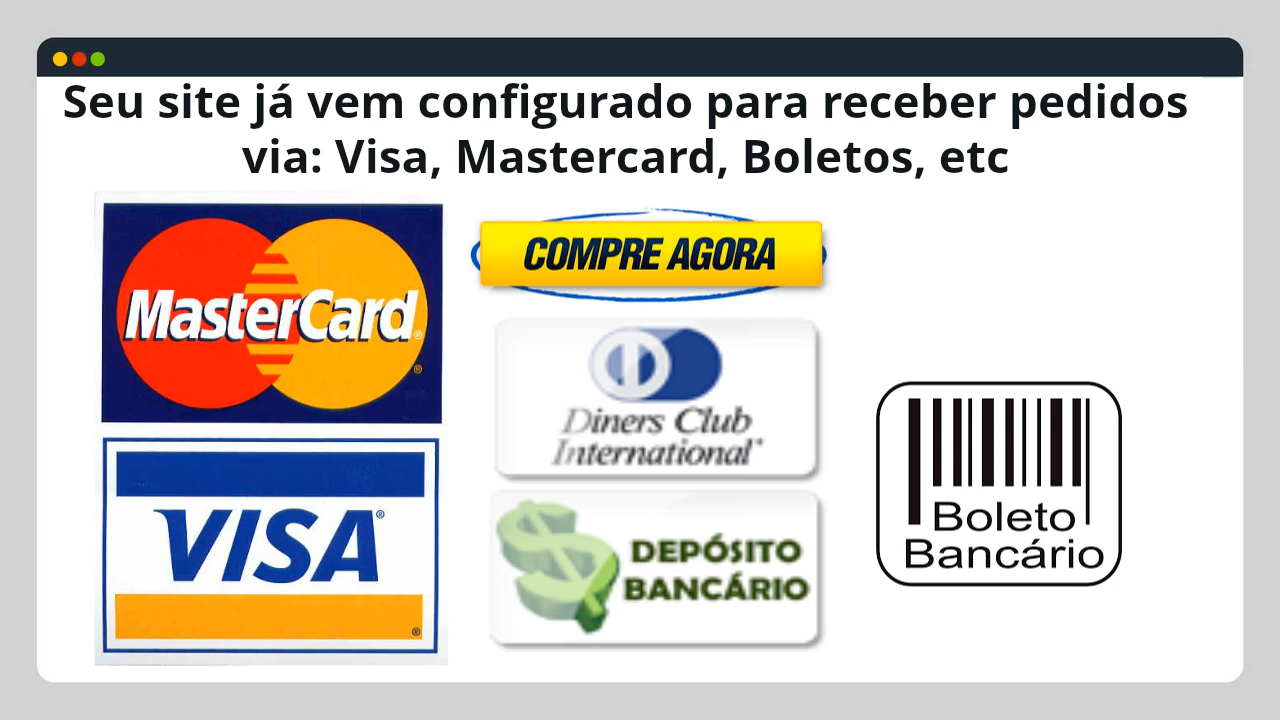 Seu site já vem configurado para receber pedidos
via: Visa, Mastercard, Boletos, etc
MasterCard®
®
VISA®
®
COMPRE AGORA
Diners Club
International®
DEPÓSITO
BANCÁRIO
Boleto
Bancário